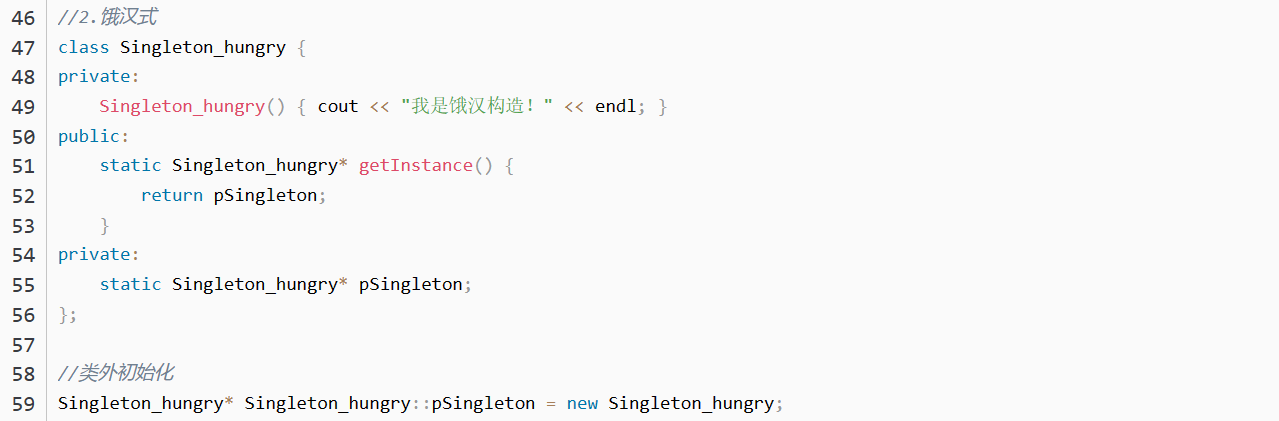 46 //2.饿汉式
47 class Singleton_hungry {
48 private:
49     Singleton_hungry() { cout << "我是饿汉构造！" << endl; }
50 public:
51     static Singleton_hungry* getInstance() {
52         return pSingleton;
53     }
54 private:
55     static Singleton_hungry* pSingleton;
56 };
57
58 //类外初始化
59 Singleton_hungry* Singleton_hungry::pSingleton = new Singleton_hungry;